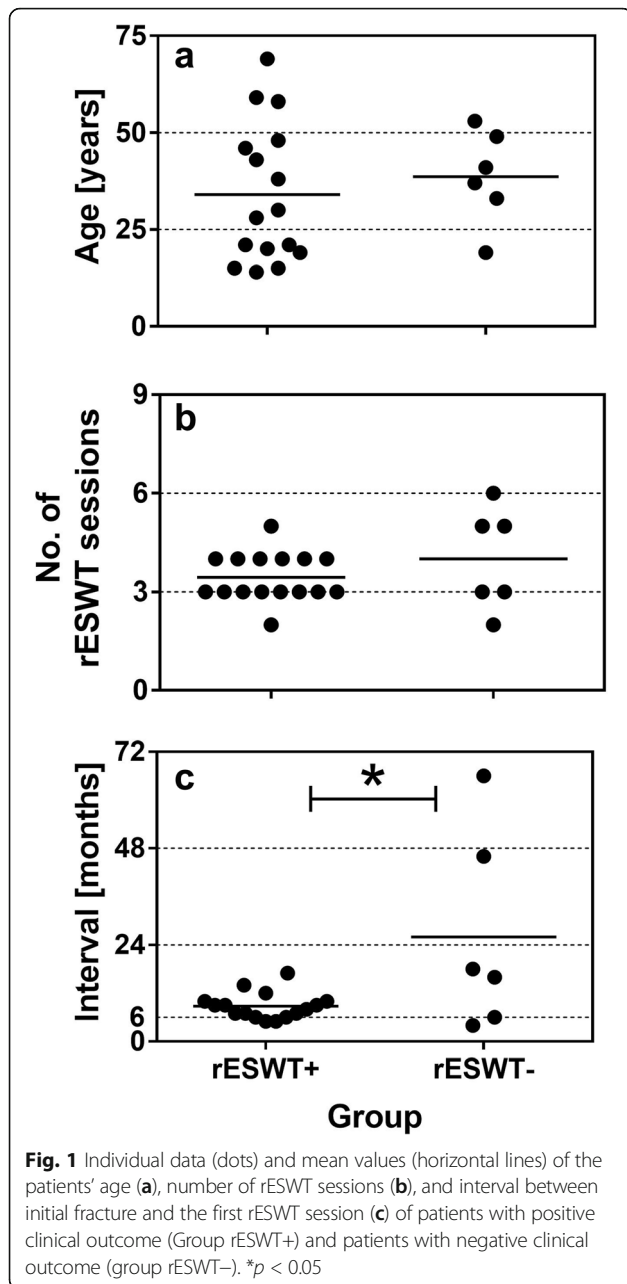 a
75
50
25
0
Age [years]
b
9
6
3
0
No. of
rESWT sessions
c
*
72
48
24
6
0
Interval [months]
rESWT+ rESWT-
Group
Fig. 1 Individual data (dots) and mean values (horizontal lines) of the
patients' age (a), number of rESWT sessions (b), and interval between
initial fracture and the first rESWT session (c) of patients with positive
clinical outcome (Group rESWT+) and patients with negative clinical
outcome (group rESWT−). *p < 0.05